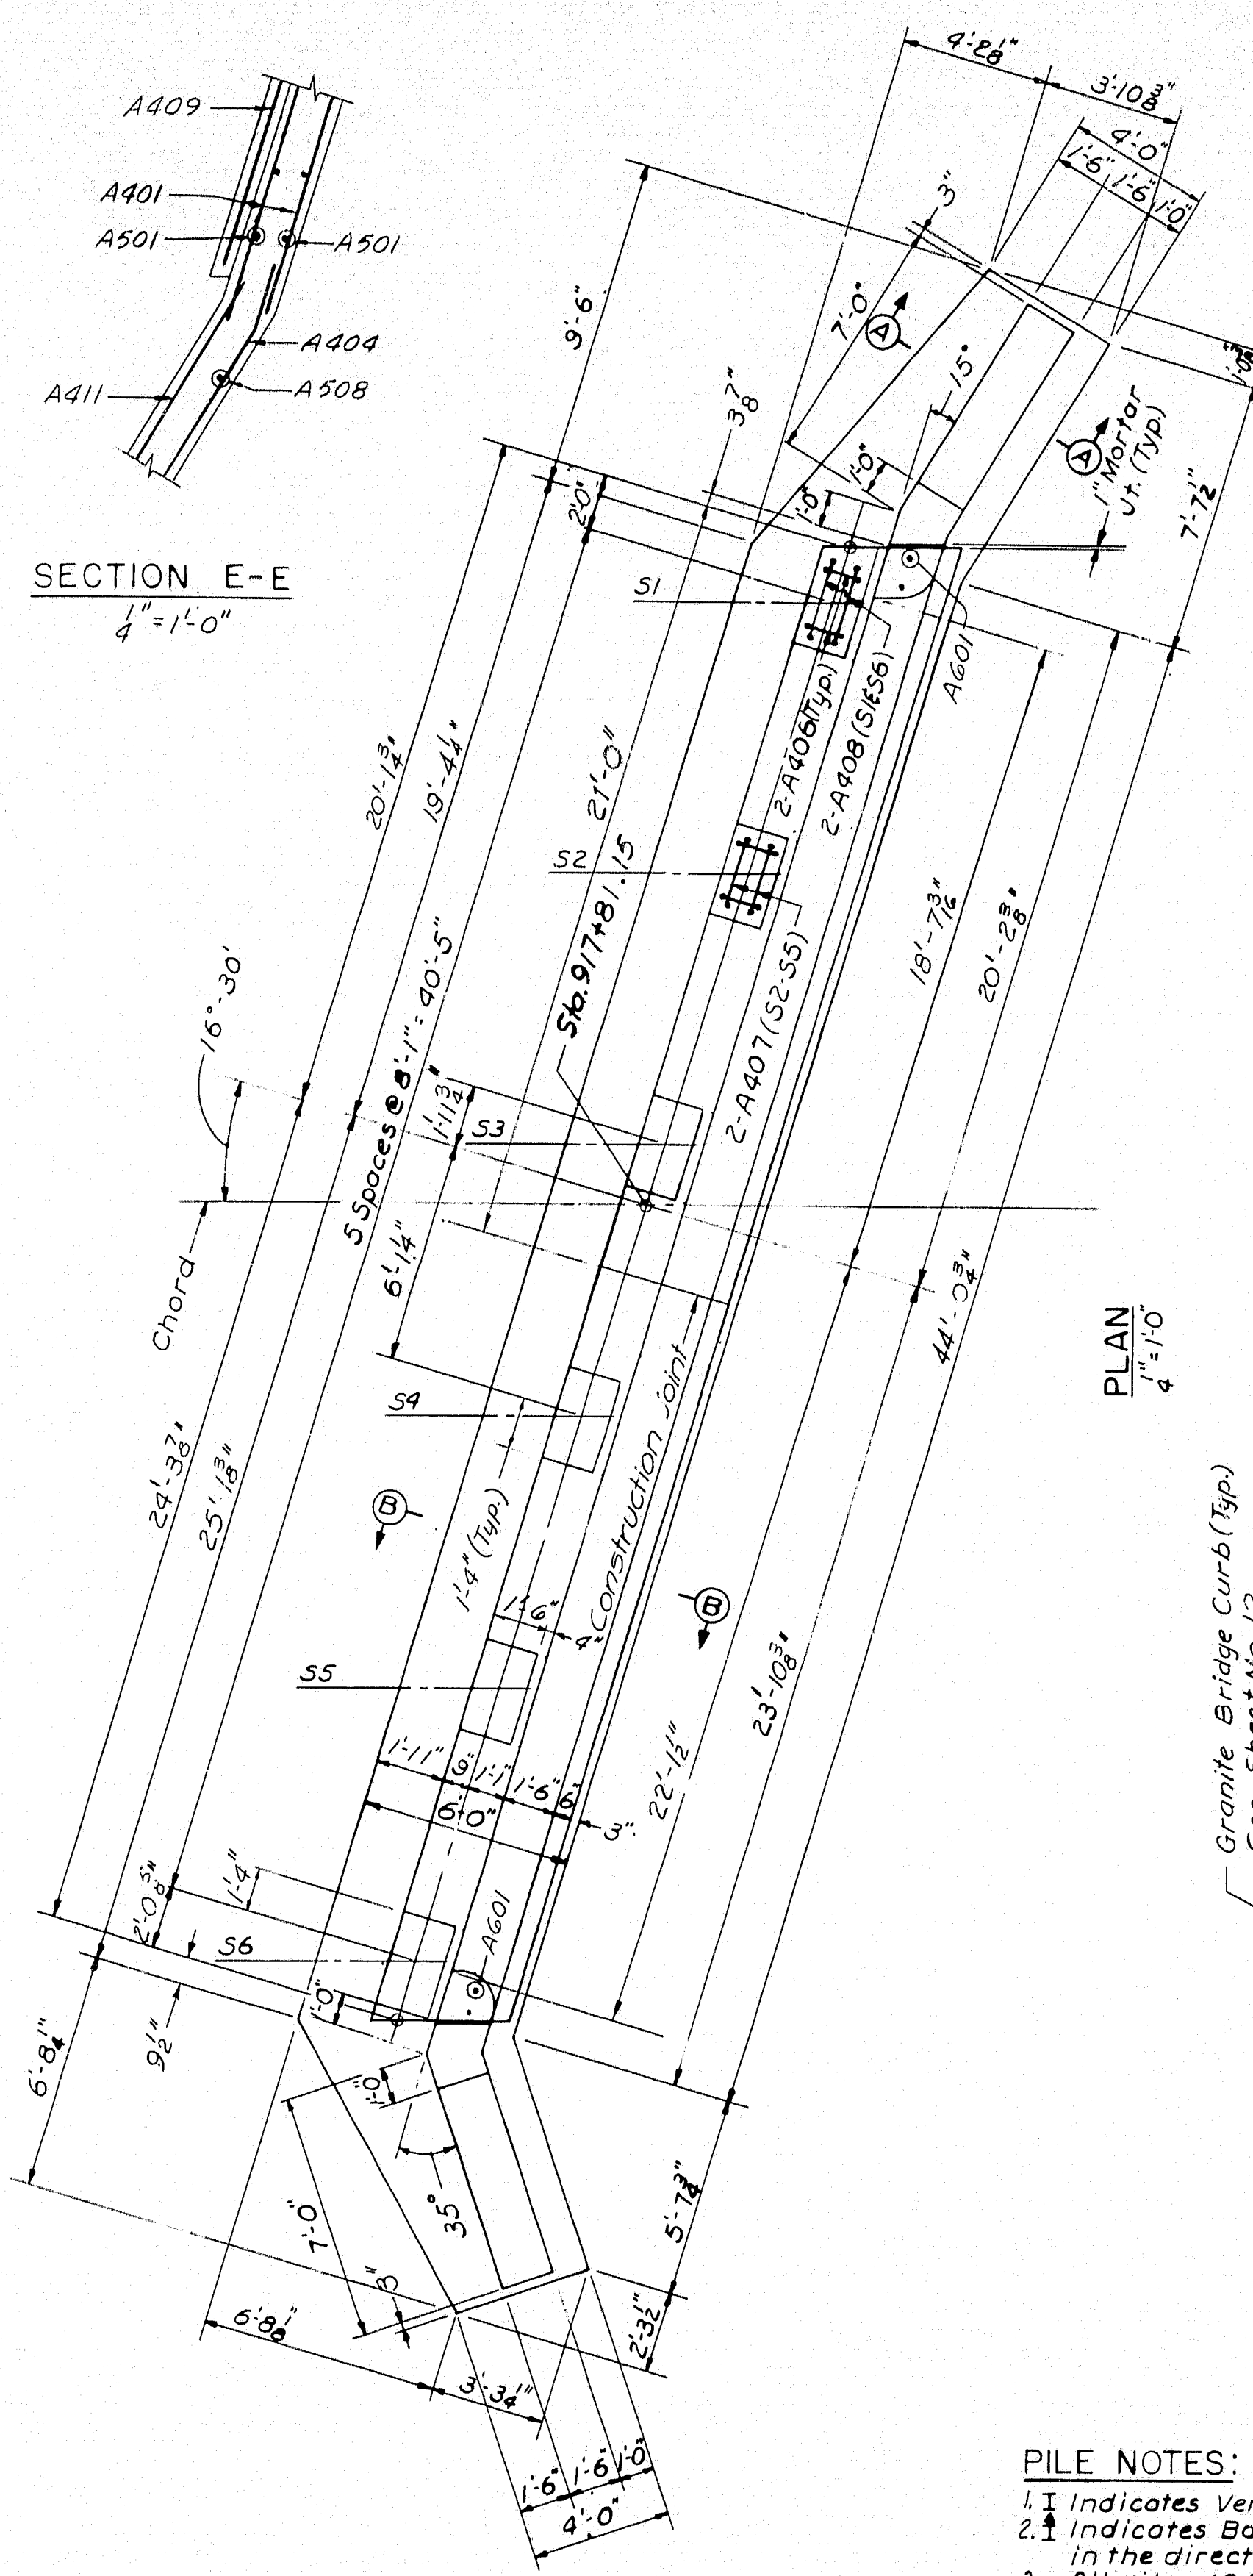 A409
A401
A501
A501
A404
A411
A508
SECTION E-E
1/4" = 1'-0"
4'-2 1/8"
3'-10 3/8"
4'-0"
1'-6" 1'-6" 1'-0"
3"
7'-0"
A
9'-6"
15°
A
1" Mortar
Jt. (Typ.)
7'-7 1/2"
3 7/8"
1'-0"
1'-0"
2'-0"
S1
A601
2-A406(Typ.)
2-A408(S1&S6)
20'-1 3/4"
19'-4 1/4"
21'-0"
Sta. 917+81.15
S2
5 Spaces @ 8'-1" = 40'-5"
2-A407(S2-S5)
18'-7 3/16"
20'-2 3/8"
16°-30'
1'-11 3/4"
S3
6'-1 1/4"
Chord
44'-0 3/4"
PLAN
1/4" = 1'-0"
S4
24'-3 7/8"
25'-1 3/8"
B
1'-4" (Typ.)
Construction Joint
B
1'-6"
4"
S5
23'-10 3/8"
22'-1 1/2"
1'-11" 9" 1'-1" 1'-6" 6"
6'-0"
3"
Granite Bridge Curb (Typ.)
2'-0 5/8"
1'-4"
S6
A601
1'-0"
6'-8 1/4"
9 1/2"
1'-0"
7'-0"
35°
3"
5'-7 3/4"
2'-3 1/2"
6'-8 1/8"
3'-3 1/4"
1'-6" 1'-6" 1'-0"
4'-0"
PILE NOTES:
1. I Indicates
2. Indicates
in the